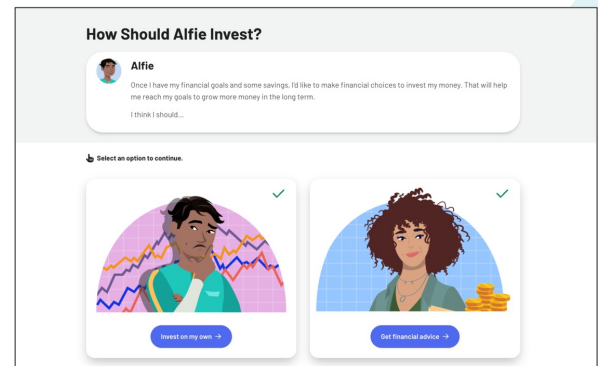 How Should Alfie Invest?
Alfie
Once I have my financial goals and some savings, I'd like to make financial choices to invest my money. That will help
me reach my goals to grow more money in the long term.
I think I should...
Select an option to continue.
Invest on my own →
Get financial advice →